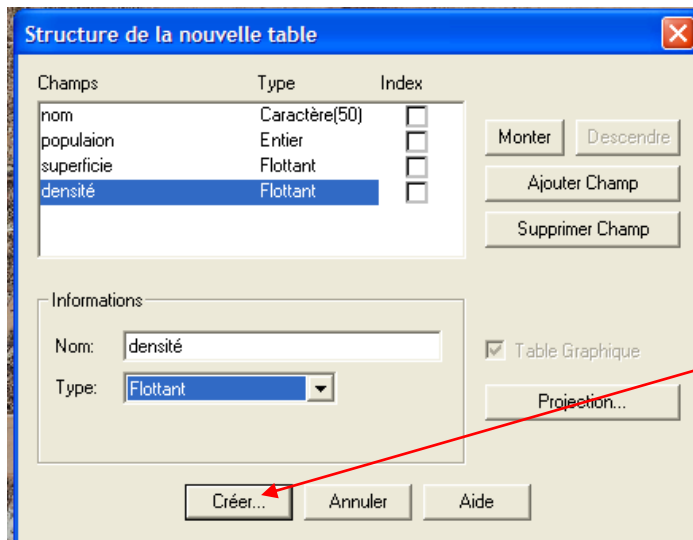 Structure de la nouvelle table
Champs Type Index
nom Caractère(50)
populaion Entier
superficie Flottant
densité Flottant
Monter Descendre
Ajouter Champ
Supprimer Champ
Informations
Nom: densité
Type: Flottant
Table Graphique
Projection...
Créer... Annuler Aide